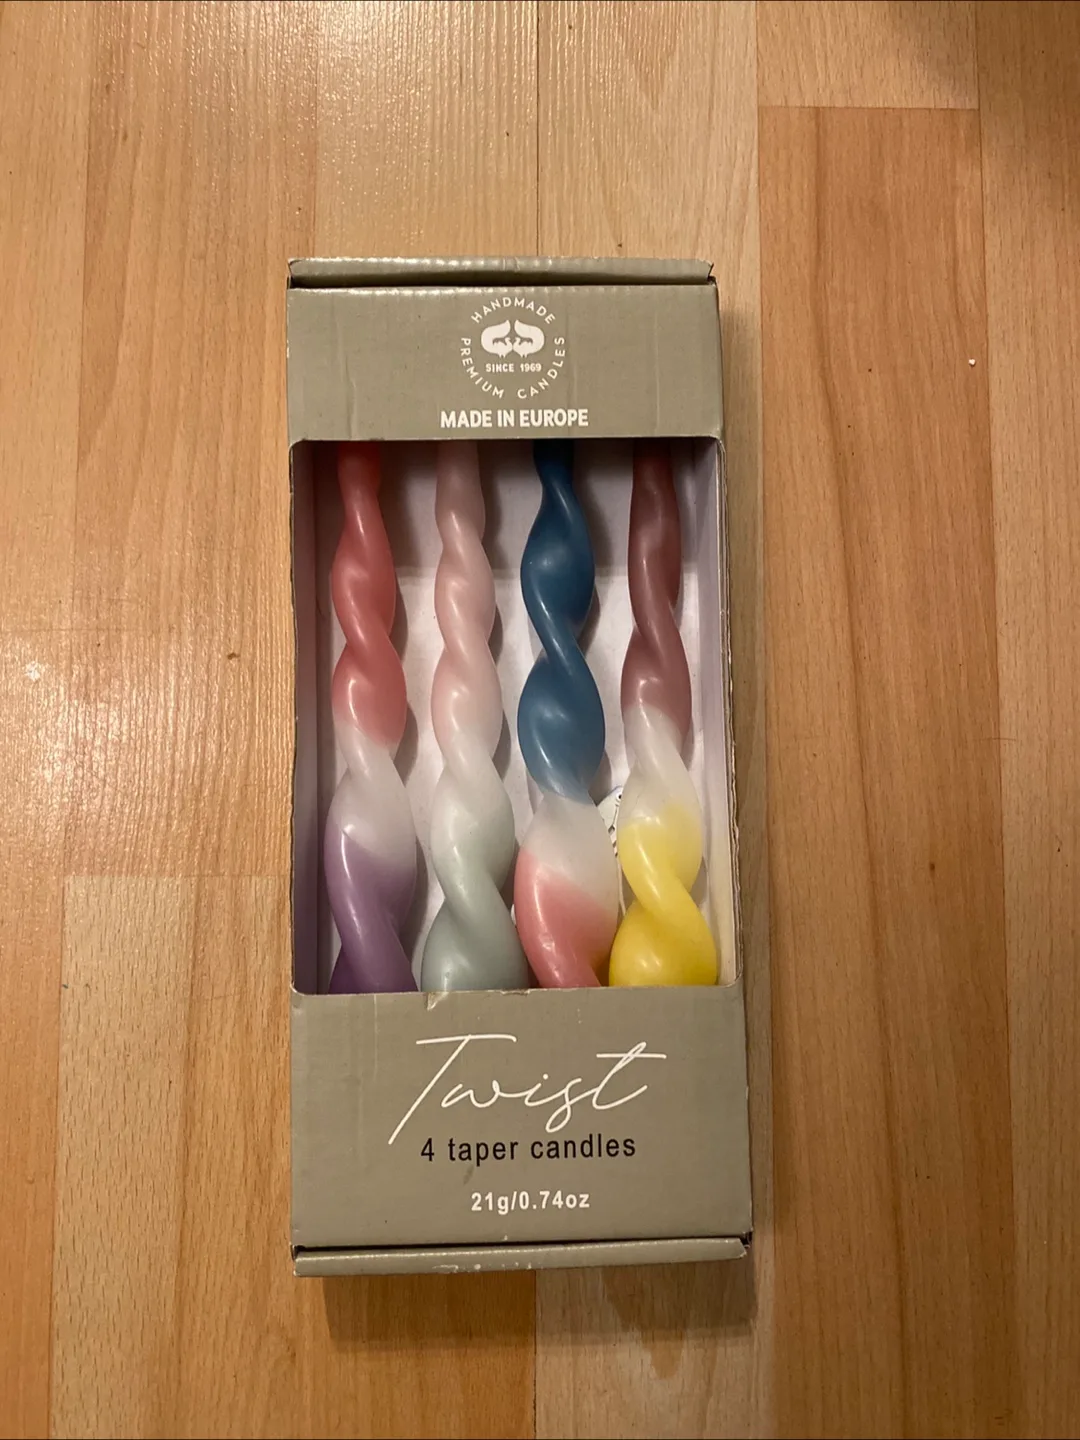 HANDMADE
SINCE 1969
PREMIUM CANDLES
MADE IN EUROPE
Twist
4 taper candles
21g/0.74oz